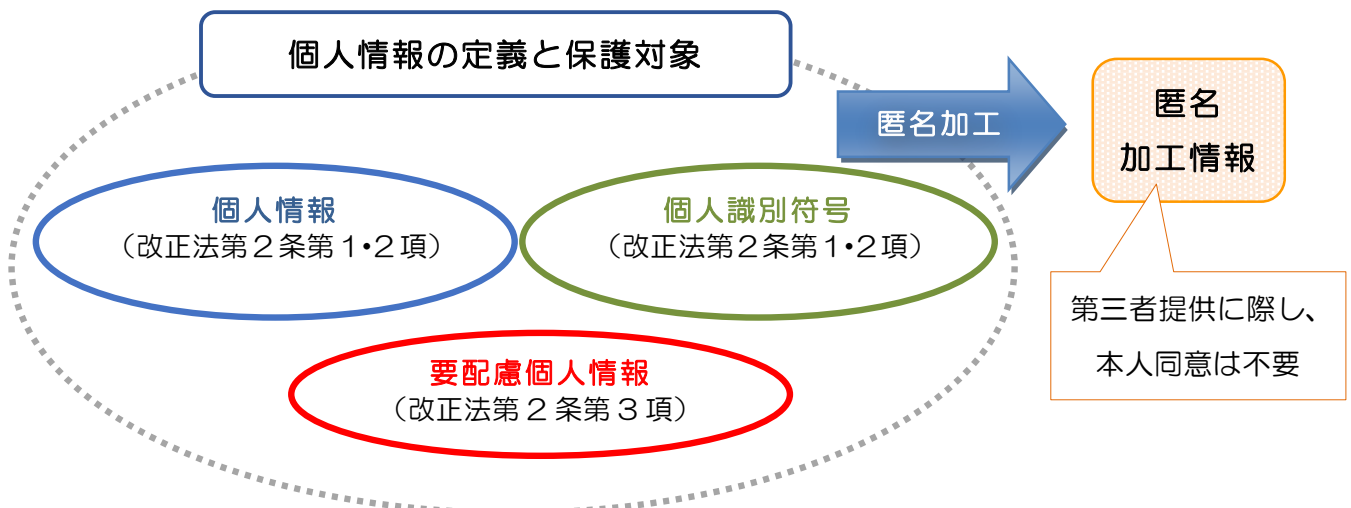 個人情報の定義と保護対象
匿名加工
匿名
加工情報
個人情報
（改正法第２条第１・２項）
個人識別符号
（改正法第２条第１・２項）
第三者提供に際し、
本人同意は不要
要配慮個人情報
（改正法第２条第３項）